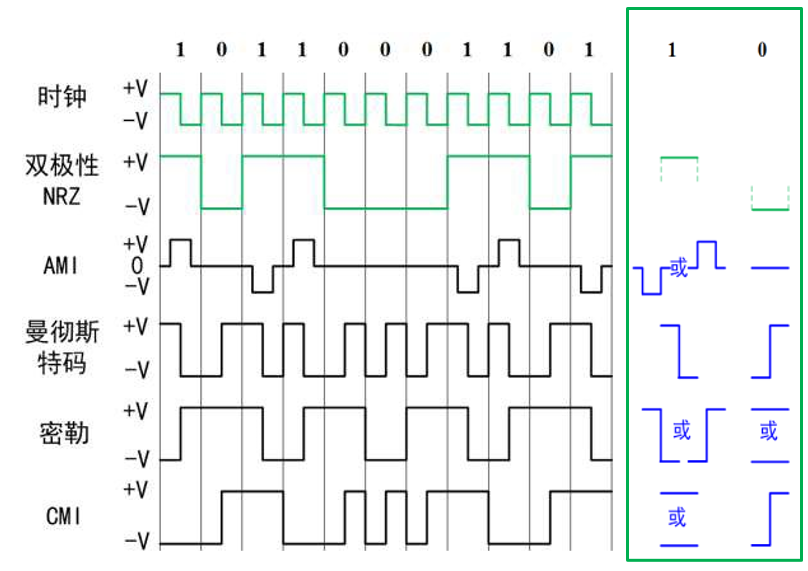 1 0 1 1 0 0 0 1 1 0 1 1 0
时钟 +V
-V
双极性 +V
NRZ -V
AMI +V
0
-V
或
曼彻斯 +V
特码 -V
密勒 +V
-V
或 或
CMI +V
-V
或